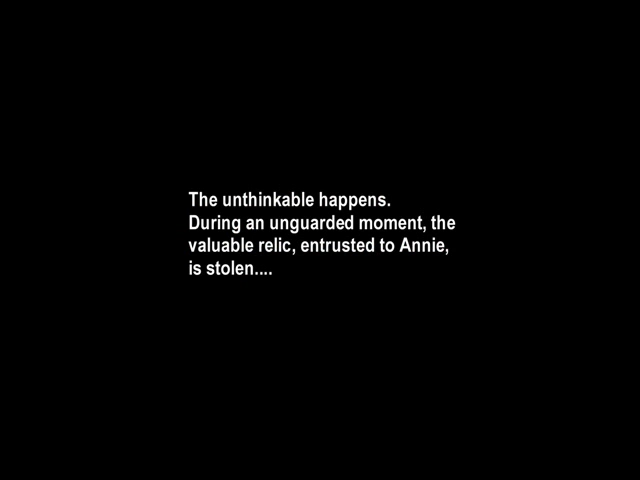 The unthinkable happens.
During an unguarded moment, the
valuable relic, entrusted to Annie,
is stolen....